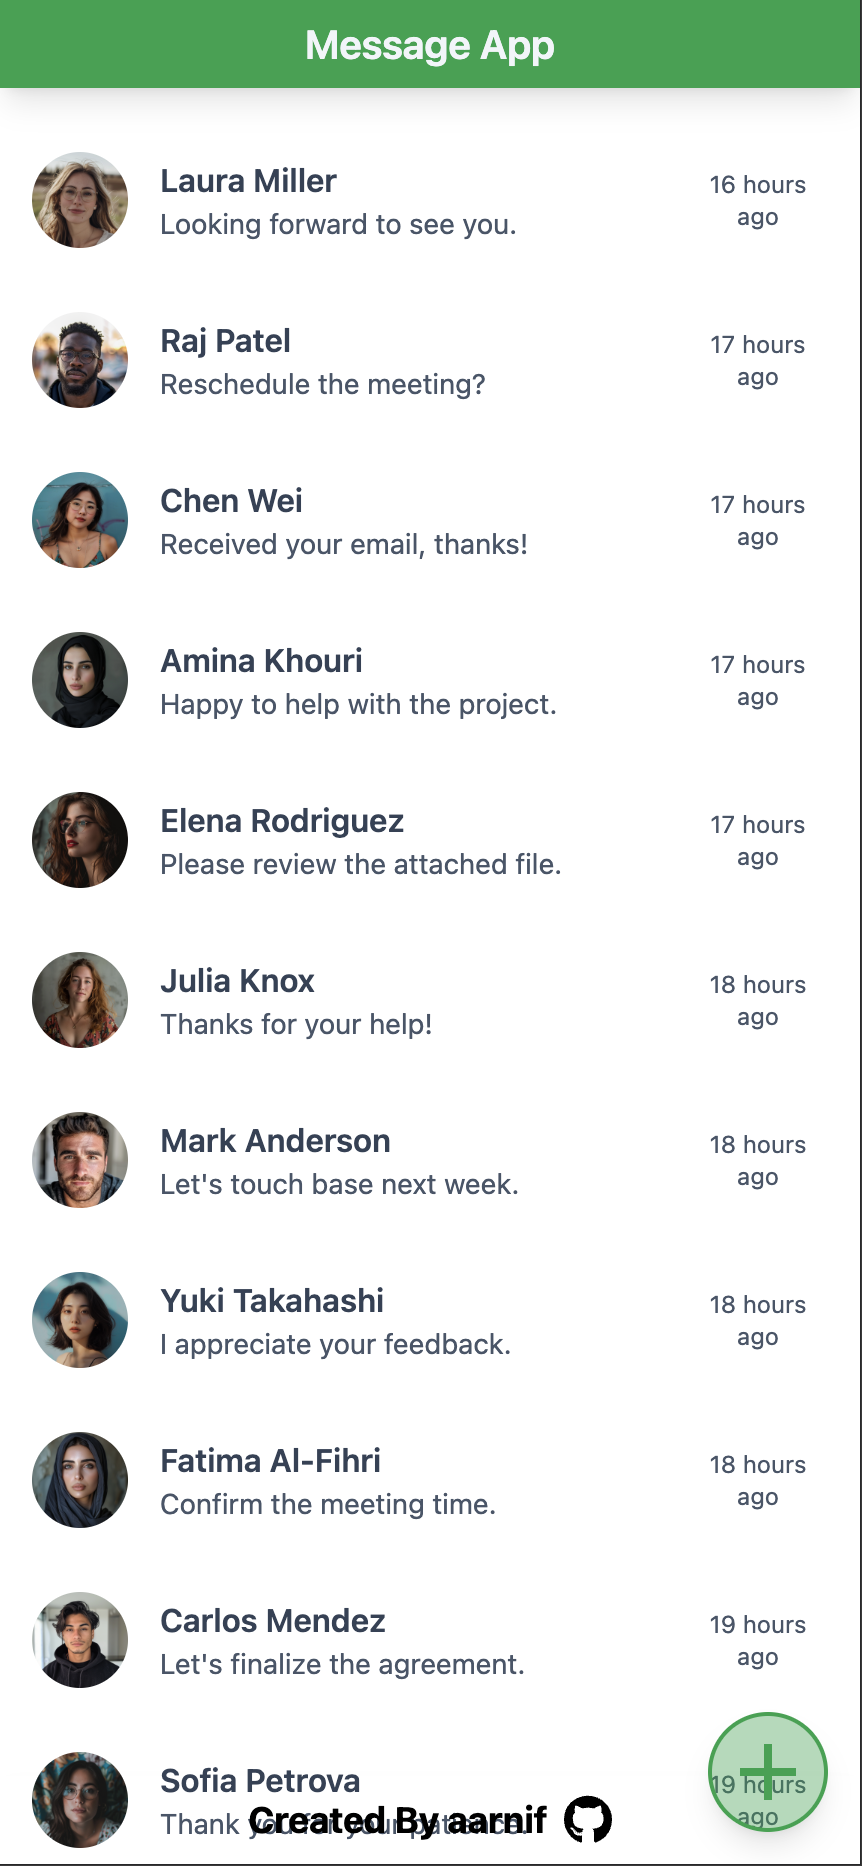 Message App
Laura Miller
Looking forward to see you.
16 hours
ago
Raj Patel
Reschedule the meeting?
17 hours
ago
Chen Wei
Received your email, thanks!
17 hours
ago
Amina Khouri
Happy to help with the project.
17 hours
ago
Elena Rodriguez
Please review the attached file.
17 hours
ago
Julia Knox
Thanks for your help!
18 hours
ago
Mark Anderson
Let's touch base next week.
18 hours
ago
Yuki Takahashi
I appreciate your feedback.
18 hours
ago
Fatima Al-Fihri
Confirm the meeting time.
18 hours
ago
Carlos Mendez
Let's finalize the agreement.
19 hours
ago
Sofia Petrova
Thank you for your patience.
19 hours
ago
Created By aarnif